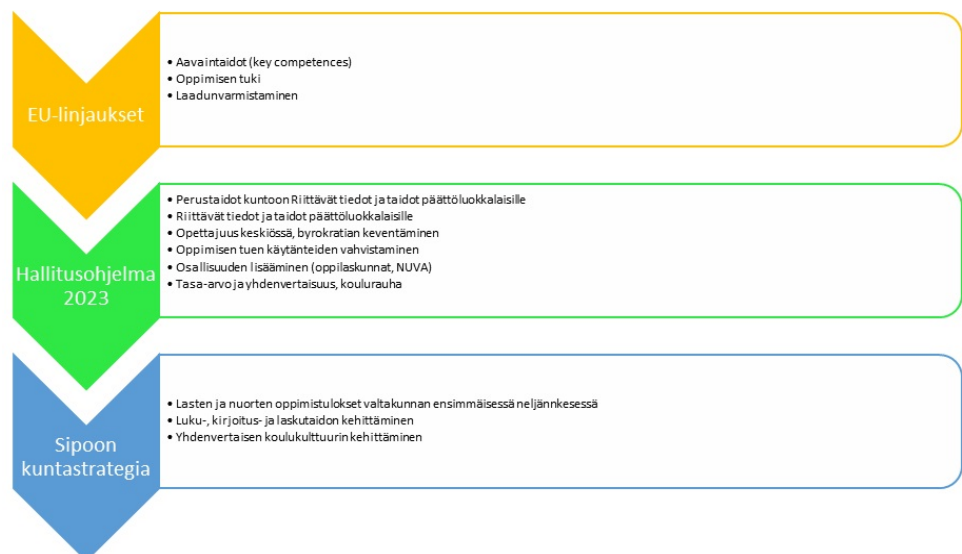 EU-linjaukset
• Aavaintaidot (key competences)
• Oppimisen tuki
• Laadunvarmistaminen
Hallitusohjelma
2023
• Perustaidot kuntoon Riittävät tiedot ja taidot päättöluokkalaisille
• Riittävät tiedot ja taidot päättöluokkalaisille
• Opettajuus keskiössä, byrokratian keventäminen
• Oppimisen tuen käytänteiden vahvistaminen
• Osallisuuden lisääminen (oppilaskunnat, NUVA)
• Tasa-arvo ja yhdenvertaisuus, koulurauha
Sipoon
kuntastrategia
• Lasten ja nuorten oppimistulokset valtakunnan ensimmäisessä neljännkesessä
• Luku-, kirjoitus- ja laskutaidon kehittäminen
• Yhdenvertaisen koulukulttuurin kehittäminen